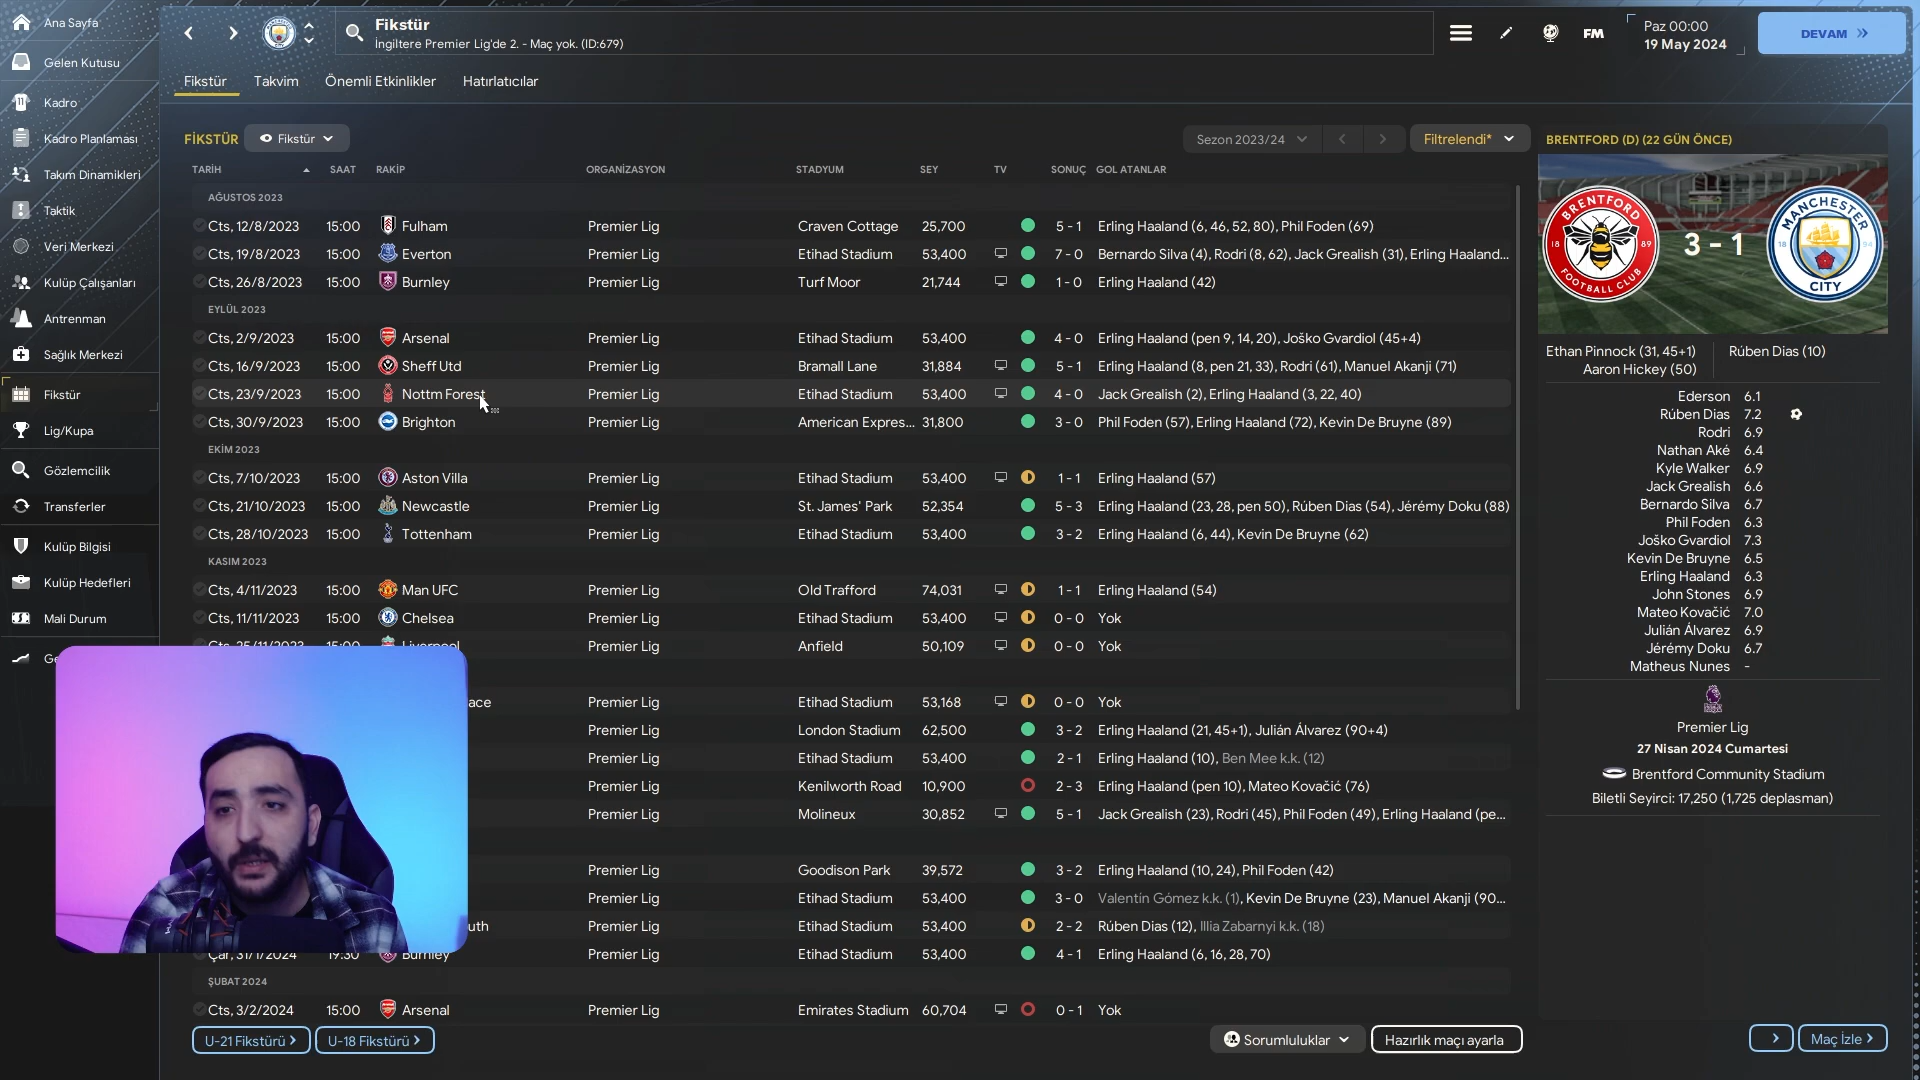 Ana Sayfa
Gelen Kutusu
Kadro
Kadro Planlaması
Takım Dinamikleri
Taktik
Veri Merkezi
Kulüp Çalışanları
Antrenman
Sağlık Merkezi
Fikstür
Lig/Kupa
Gözlemcilik
Transferler
Kulüp Bilgisi
Kulüp Hedefleri
Mali Durum
Fikstür
İngiltere Premier Lig'de 2. - Maç yok. (ID:679)
FM
Paz 00:00
19 May 2024
DEVAM
Fikstür Takvim Önemli Etkinlikler Hatırlatıcılar
FİKSTÜR Fikstür Sezon 2023/24 Filtrelendi*
TARİH SAAT RAKİP ORGANİZASYON STADYUM SEY TV SONUÇ GOL ATANLAR
AĞUSTOS 2023
Cts, 12/8/2023 15:00 Fulham Premier Lig Craven Cottage 25,700 5 - 1 Erling Haaland (6, 46, 52, 80), Phil Foden (69)
Cts, 19/8/2023 15:00 Everton Premier Lig Etihad Stadium 53,400 7 - 0 Bernardo Silva (4), Rodri (8, 62), Jack Grealish (31), Erling Haaland...
Cts, 26/8/2023 15:00 Burnley Premier Lig Turf Moor 21,744 1 - 0 Erling Haaland (42)
EYLÜL 2023
Cts, 2/9/2023 15:00 Arsenal Premier Lig Etihad Stadium 53,400 4 - 0 Erling Haaland (pen 9, 14, 20), Joško Gvardiol (45+4)
Cts, 16/9/2023 15:00 Sheff Utd Premier Lig Bramall Lane 31,884 5 - 1 Erling Haaland (8, pen 21, 33), Rodri (61), Manuel Akanji (71)
Cts, 23/9/2023 15:00 Nottm Forest Premier Lig Etihad Stadium 53,400 4 - 0 Jack Grealish (2), Erling Haaland (3, 22, 40)
Cts, 30/9/2023 15:00 Brighton Premier Lig American Expres... 31,800 3 - 0 Phil Foden (57), Erling Haaland (72), Kevin De Bruyne (89)
EKİM 2023
Cts, 7/10/2023 15:00 Aston Villa Premier Lig Etihad Stadium 53,400 1 - 1 Erling Haaland (57)
Cts, 21/10/2023 15:00 Newcastle Premier Lig St. James' Park 52,354 5 - 3 Erling Haaland (23, 28, pen 50), Rúben Dias (54), Jérémy Doku (88)
Cts, 28/10/2023 15:00 Tottenham Premier Lig Etihad Stadium 53,400 3 - 2 Erling Haaland (6, 44), Kevin De Bruyne (62)
KASIM 2023
Cts, 4/11/2023 15:00 Man UFC Premier Lig Old Trafford 74,031 1 - 1 Erling Haaland (54)
Cts, 11/11/2023 15:00 Chelsea Premier Lig Etihad Stadium 53,400 0 - 0 Yok
Cts, 25/11/2023 15:00 Liverpool Premier Lig Anfield 50,109 0 - 0 Yok
ace Premier Lig Etihad Stadium 53,168 0 - 0 Yok
Premier Lig London Stadium 62,500 3 - 2 Erling Haaland (21, 45+1), Julián Álvarez (90+4)
Premier Lig Etihad Stadium 53,400 2 - 1 Erling Haaland (10), Ben Mee k.k. (12)
Premier Lig Kenilworth Road 10,900 2 - 3 Erling Haaland (pen 10), Mateo Kovačić (76)
Premier Lig Molineux 30,852 5 - 1 Jack Grealish (23), Rodri (45), Phil Foden (49), Erling Haaland (pe...
Premier Lig Goodison Park 39,572 3 - 2 Erling Haaland (10, 24), Phil Foden (42)
Premier Lig Etihad Stadium 53,400 3 - 0 Valentín Gómez k.k. (1), Kevin De Bruyne (23), Manuel Akanji (90...
uth Premier Lig Etihad Stadium 53,400 2 - 2 Rúben Dias (12), Illia Zabarnyi k.k. (18)
Çar, 31/1/2024 19:30 Burnley Premier Lig Etihad Stadium 53,400 4 - 1 Erling Haaland (6, 16, 28, 70)
ŞUBAT 2024
Cts, 3/2/2024 15:00 Arsenal Premier Lig Emirates Stadium 60,704 0 - 1 Yok
U-21 Fikstürü U-18 Fikstürü Sorumluluklar Hazırlık maçı ayarla
BRENTFORD (D) (22 GÜN ÖNCE)
BRENTFORD
18 89
FOOTBALL CLUB
3 - 1
MANCHESTER
18 94
CITY
Ethan Pinnock (31, 45+1) Rúben Dias (10)
Aaron Hickey (50)
Ederson 6.1
Rúben Dias 7.2
Rodri 6.9
Nathan Aké 6.4
Kyle Walker 6.9
Jack Grealish 6.6
Bernardo Silva 6.7
Phil Foden 6.3
Joško Gvardiol 7.3
Kevin De Bruyne 6.5
Erling Haaland 6.3
John Stones 6.9
Mateo Kovačić 7.0
Julián Álvarez 6.9
Jérémy Doku 6.7
Matheus Nunes -
Premier Lig
27 Nisan 2024 Cumartesi
Brentford Community Stadium
Biletli Seyirci: 17,250 (1,725 deplasman)
Maç İzle